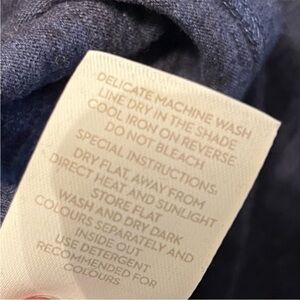 DELICATE MACHINE WASH
LINE DRY IN THE SHADE
COOL IRON ON REVERSE
DO NOT BLEACH
SPECIAL INSTRUCTIONS:
DRY FLAT, AWAY FROM
DIRECT HEAT AND SUNLIGHT
STORE FLAT
WASH AND DRY DARK
COLOURS SEPARATELY AND
INSIDE OUT
USE DETERGENT
RECOMMENDED FOR
COLOURS